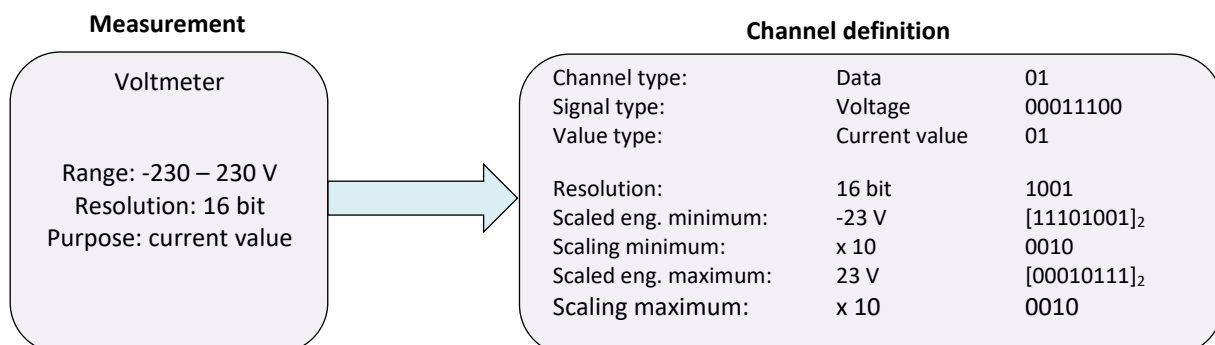 Measurement
Voltmeter
Range: -230 – 230 V
Resolution: 16 bit
Purpose: current value
Channel definition
Channel type: Data 01
Signal type: Voltage 00011100
Value type: Current value 01
Resolution: 16 bit 1001
Scaled eng. minimum: -23 V [11101001]₂
Scaling minimum: x 10 0010
Scaled eng. maximum: 23 V [00010111]₂
Scaling maximum: x 10 0010